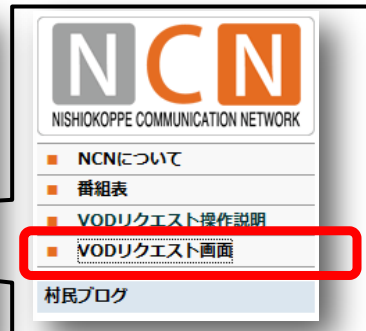 NCN
NISHIOKOPPE COMMUNICATION NETWORK
NCNについて
番組表
VODリクエスト操作説明
VODリクエスト画面
村民ブログ